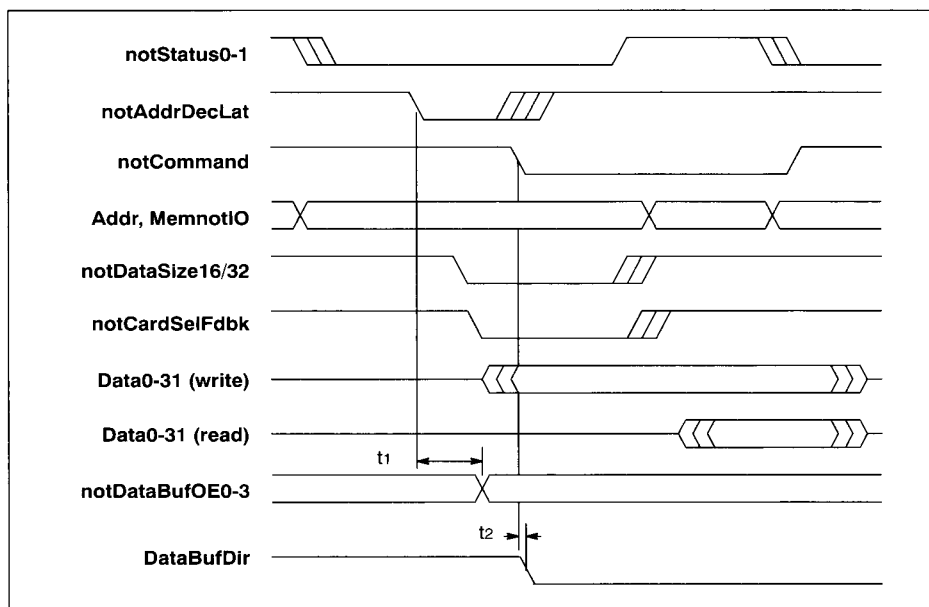 notStatus0-1
notAddrDecLat
notCommand
Addr, MemnotIO
notDataSize16/32
notCardSelFdbk
Data0-31 (write)
Data0-31 (read)
t1
notDataBufOE0-3
t2
DataBufDir